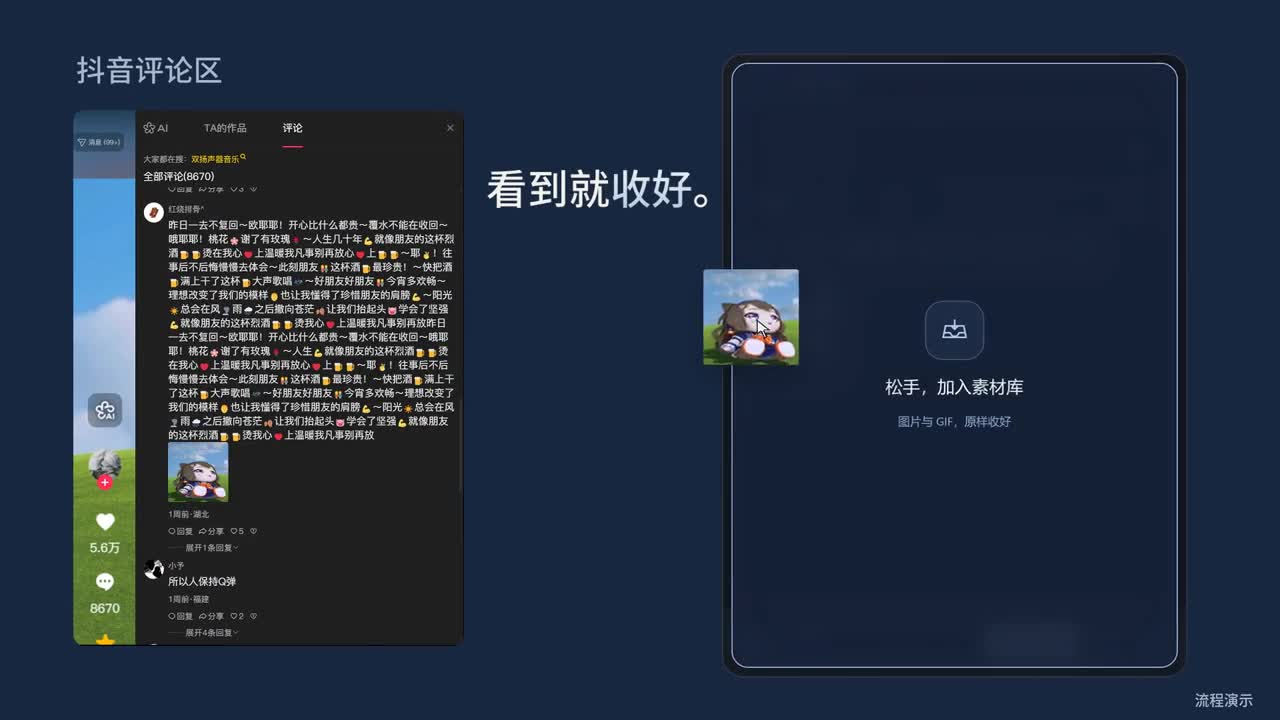 抖音评论区
消息 (99+)
AI
TA的作品
评论
大家都在搜：双扬声器音乐
全部评论(8670)
回复 分享 3
红烧排骨^
昨日一去不复回～欧耶耶！开心比什么都贵～覆水不能在收回～
哦耶耶！桃花🌸谢了有玫瑰🌹～人生几十年💪就像朋友的这杯烈
酒🍺🍺烫在我心❤️上温暖我凡事别再放心❤️上🍺🍺～耶✌️！往
事后不后悔慢慢去体会～此刻朋友👬这杯酒🍺最珍贵！～快把酒
🍺满上干了这杯🍺大声歌唱～好朋友好朋友👬今宵多欢畅～
理想改变了我们的模样👨也让我懂得了珍惜朋友的肩膀💪～阳光
☀️总会在风🌪️雨🌧️之后撒向苍茫让我们抬起头🐷学会了坚强
💪就像朋友的这杯烈酒🍺🍺烫我心❤️上温暖我凡事别再放昨日
一去不复回～欧耶耶！开心比什么都贵～覆水不能在收回～哦耶
耶！桃花🌸谢了有玫瑰🌹～人生💪就像朋友的这杯烈酒🍺🍺烫
在我心❤️上温暖我凡事别再放心❤️上🍺🍺～耶✌️！往事后不后
悔慢慢去体会～此刻朋友👬这杯酒🍺最珍贵！～快把酒🍺满上干
了这杯🍺大声歌唱～好朋友好朋友👬今宵多欢畅～理想改变了
我们的模样👨也让我懂得了珍惜朋友的肩膀💪～阳光☀️总会在风
🌪️雨🌧️之后撒向苍茫让我们抬起头🐷学会了坚强💪就像朋友
的这杯烈酒🍺🍺烫我心❤️上温暖我凡事别再放
1周前·湖北
回复 分享 5
展开1条回复
小予
所以人保持Q弹
1周前·福建
回复 分享 2
展开4条回复
AI
5.6万
8670
看到就收好。
松手，加入素材库
图片与 GIF，原样收好
流程演示